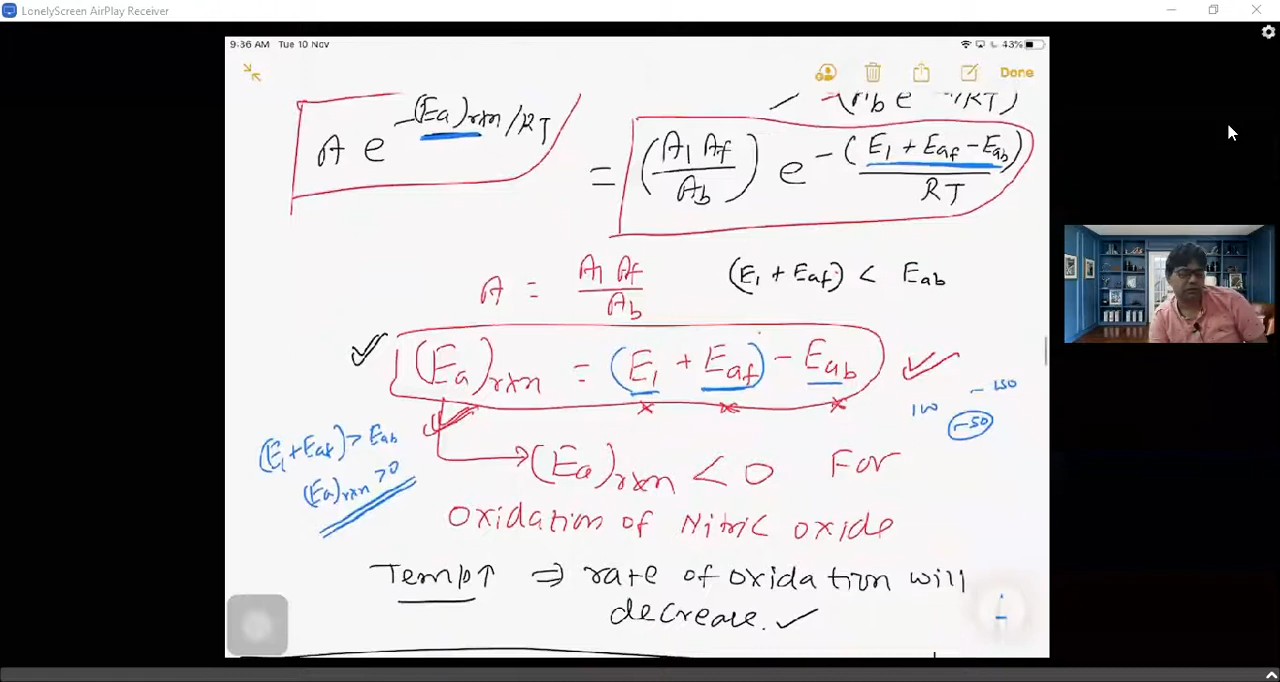 LonelyScreen AirPlay Receiver
9:36 AM Tue 10 Nov
43%
Done
A e^-(Ea)rxn/RT
= (A1 Af / Ab) e^-(E1 + Eaf - Eab) / RT
A = A1 Af / Ab
(E1 + Eaf) < Eab
(Ea)rxn = (E1 + Eaf) - Eab
-150
100
-50
(E1+Eaf) > Eab
(Ea)rxn >0
(Ea)rxn < 0 For
Oxidation of Nitric oxide
Temp↑ ⇒ rate of oxidation will
decrease.